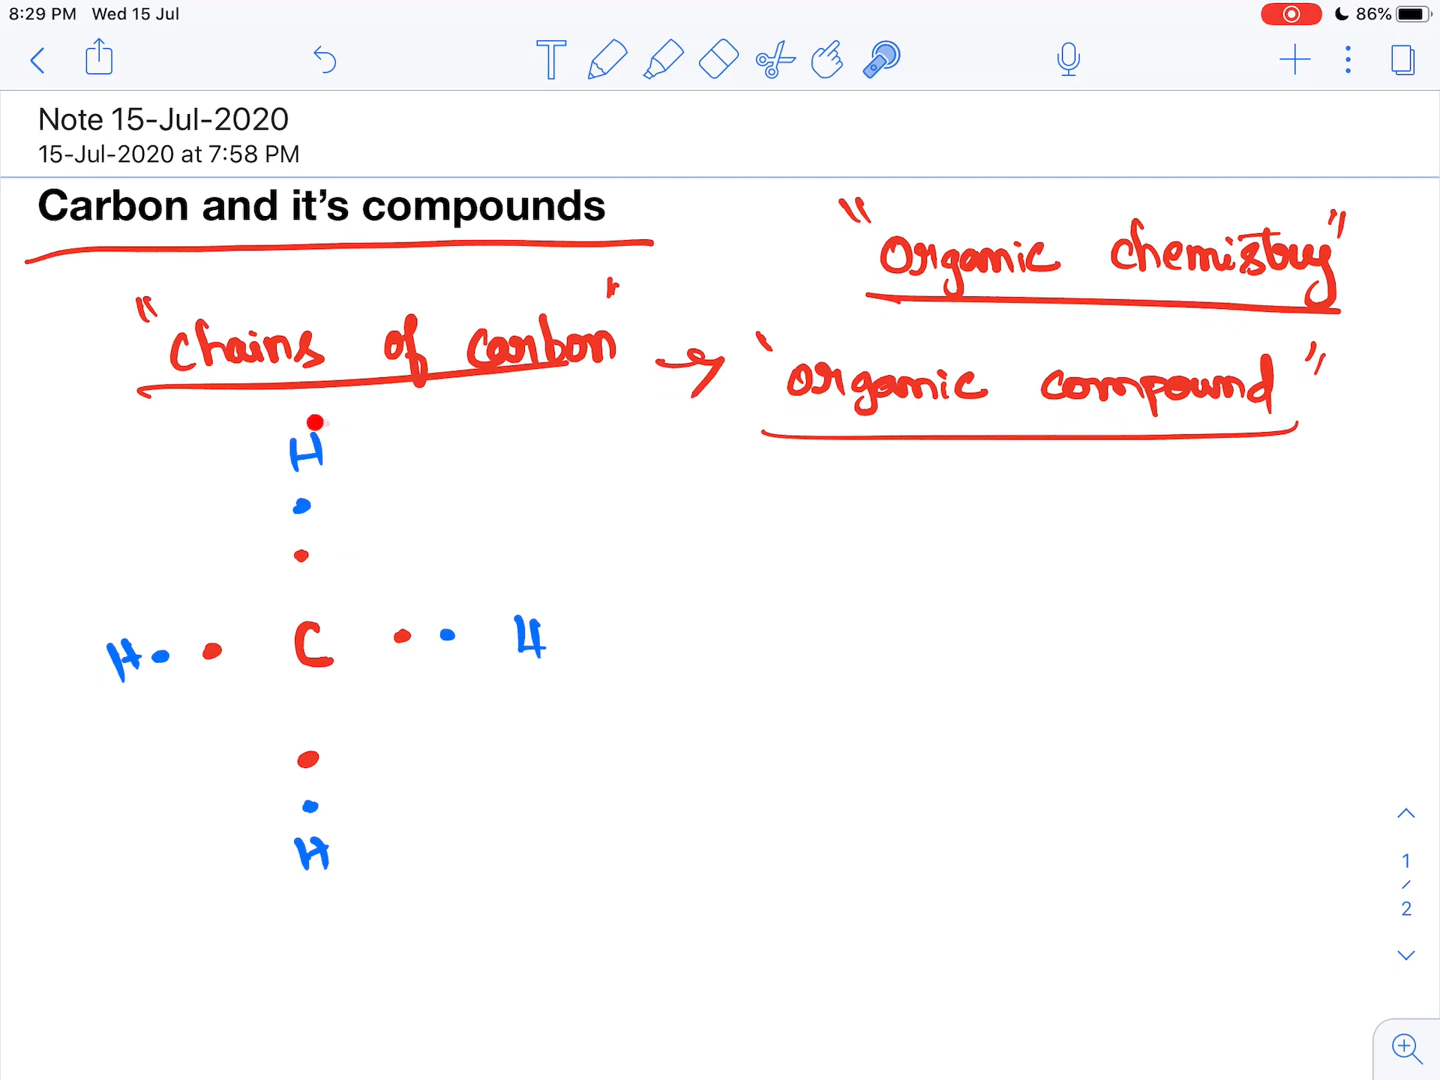 8:29 PM Wed 15 Jul 86%
T
Note 15-Jul-2020
15-Jul-2020 at 7:58 PM
Carbon and it's compounds
"organic chemistry"
"chains of carbon" → "organic compound"
H
H C H
H
1
/
2